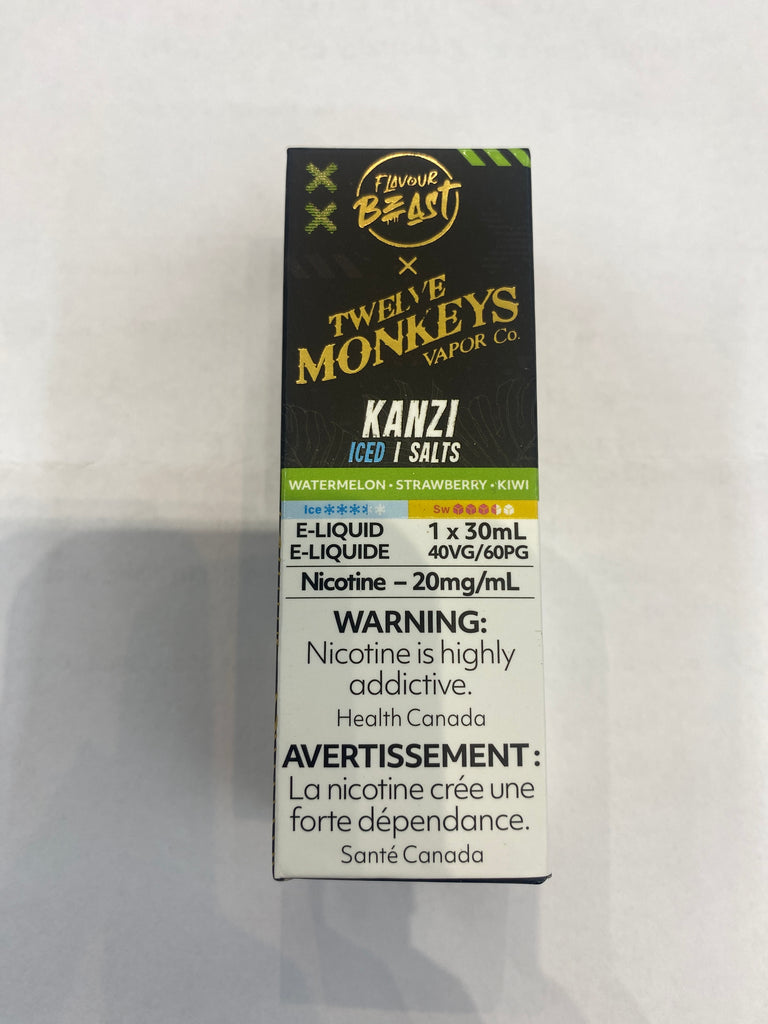 FLAVOUR
BEAST
X
TWELVE
MONKEYS
VAPOR Co.
KANZI
ICED | SALTS
WATERMELON • STRAWBERRY • KIWI
Ice Sw
E-LIQUID 1 x 30mL
E-LIQUIDE 40VG/60PG
Nicotine – 20mg/mL
WARNING:
Nicotine is highly
addictive.
Health Canada
AVERTISSEMENT :
La nicotine crée une
forte dépendance.
Santé Canada